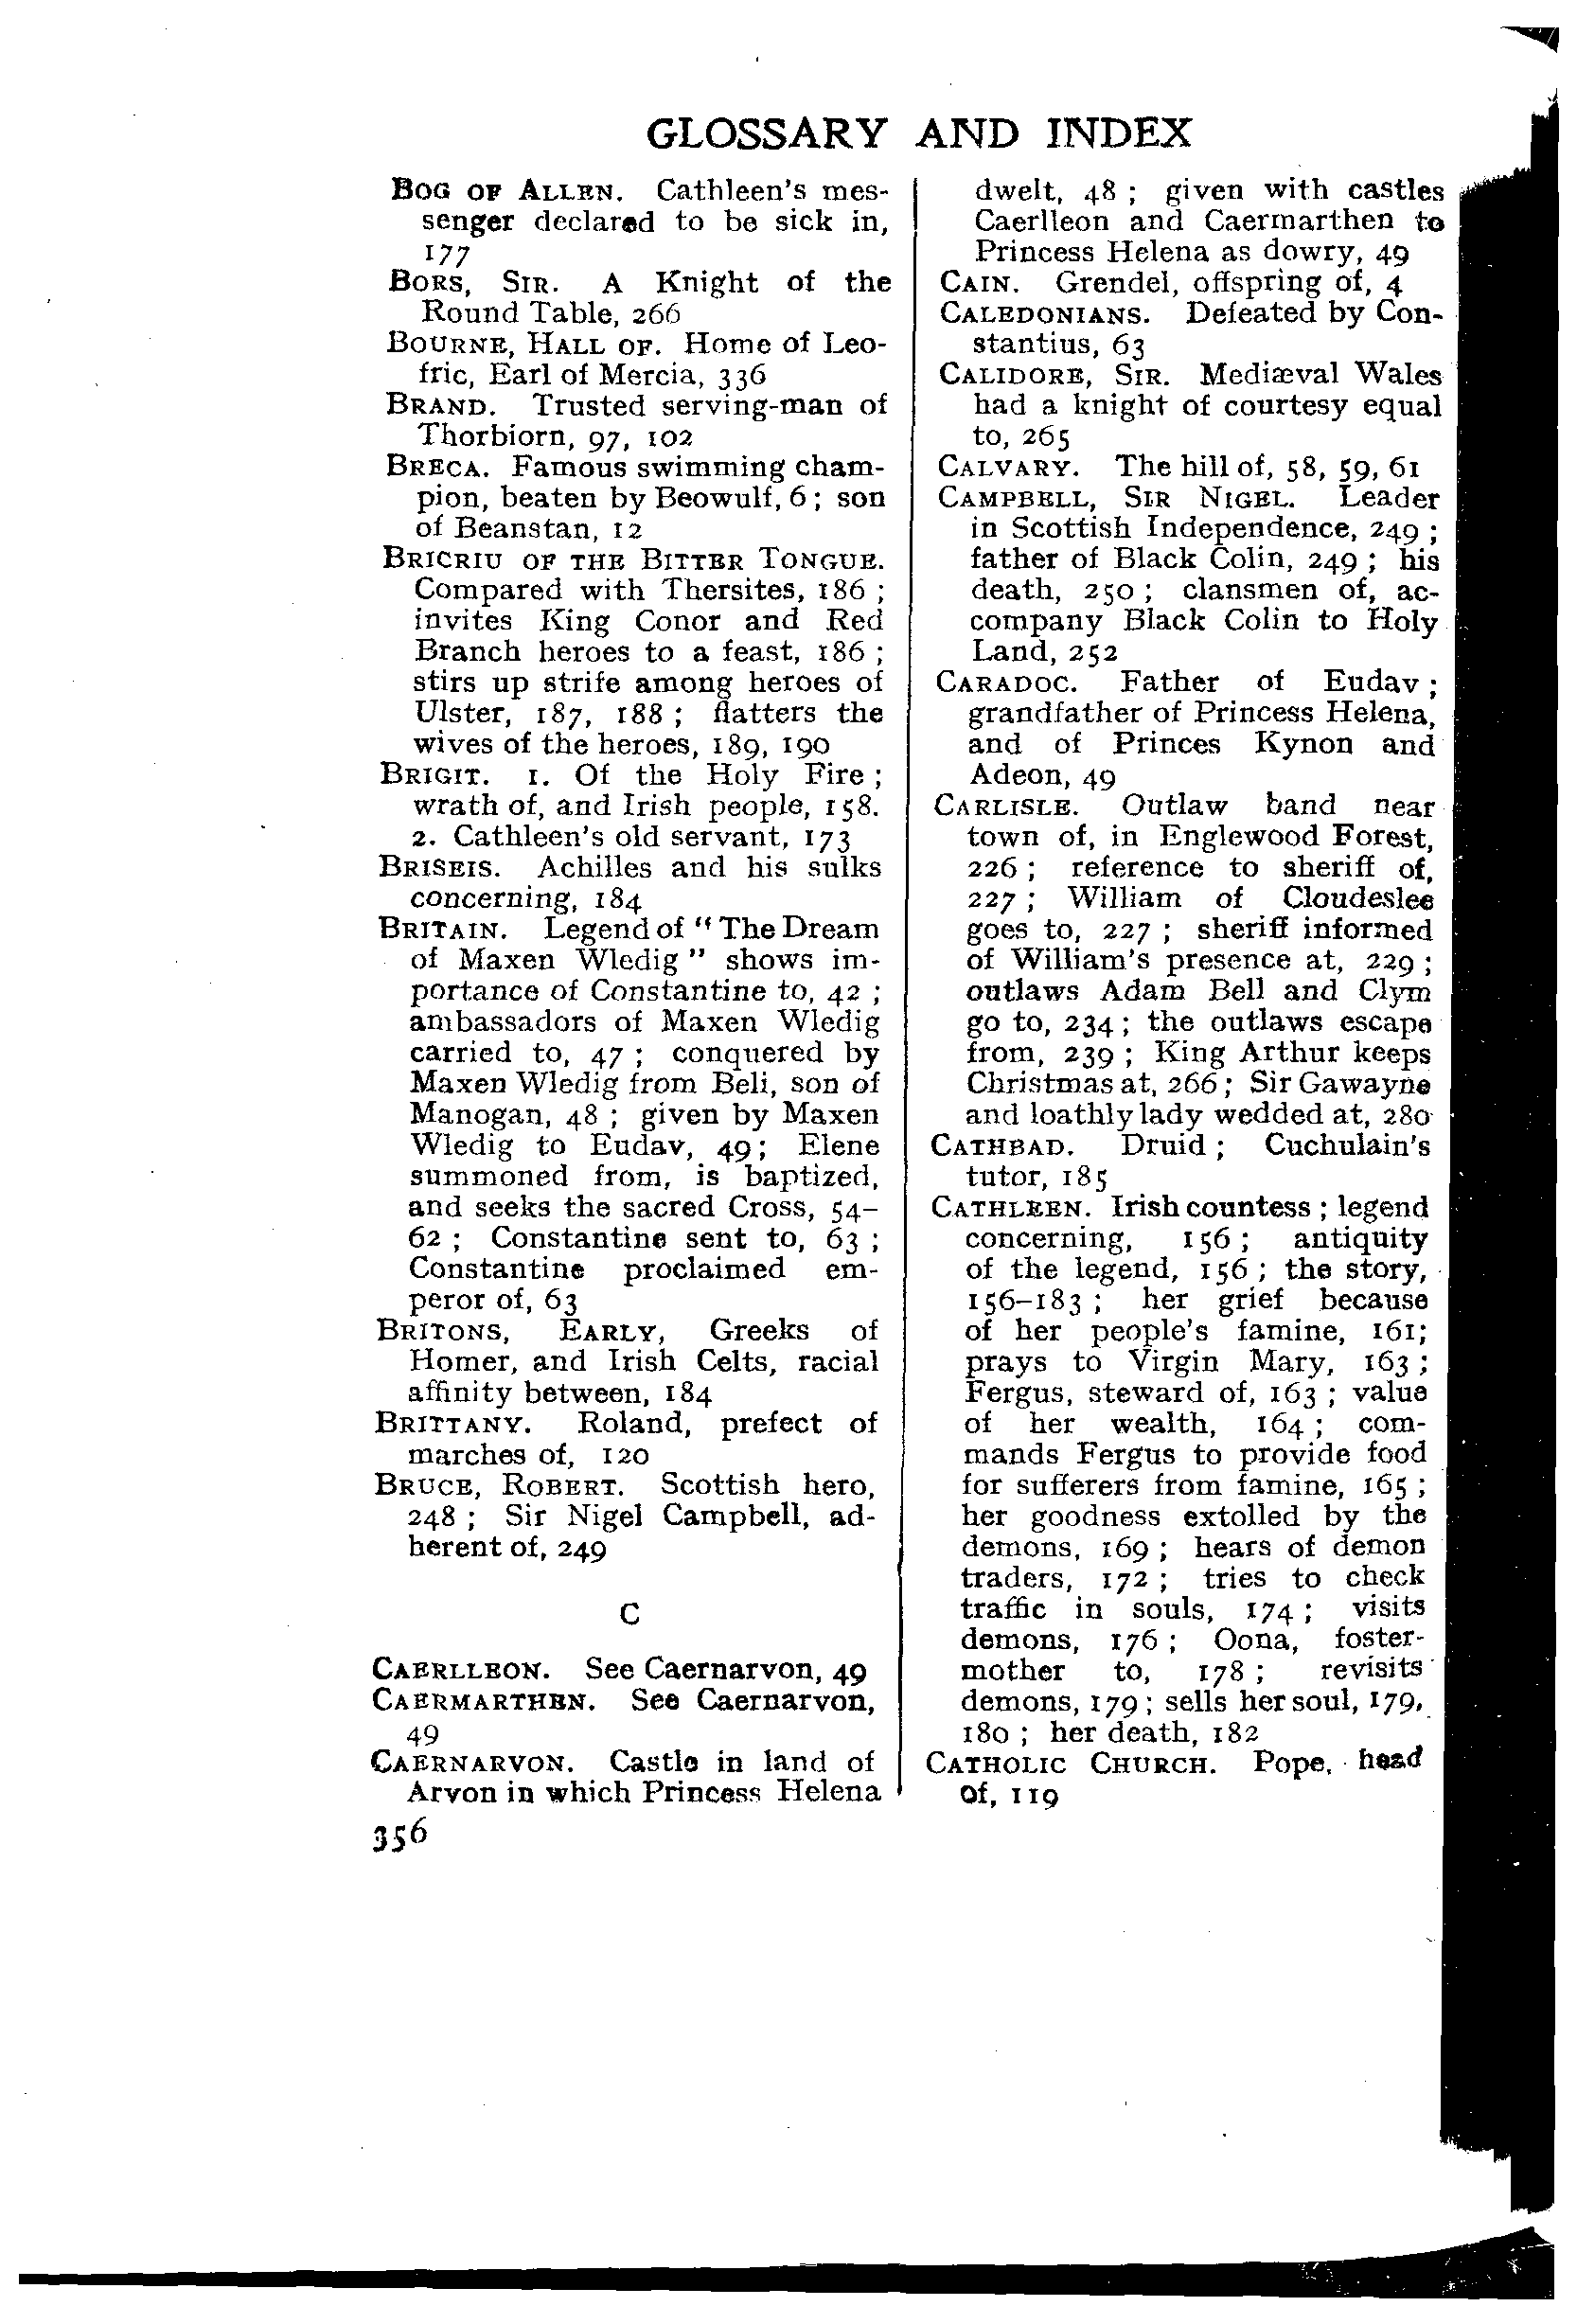 GLOSSARY AND INDEX
BOG OF ALLEN. Cathleen's mes-
senger declared to be sick in,
177
BORS, SIR. A Knight of the
Round Table, 266
BOURNE, HALL OF. Home of Leo-
fric, Earl of Mercia, 336
BRAND. Trusted serving-man of
Thorbiorn, 97, 102
BRECA. Famous swimming cham-
pion, beaten by Beowulf, 6; son
of Beanstan, 12
BRICRIU OF THE BITTER TONGUE.
Compared with Thersites, 186;
invites King Conor and Red
Branch heroes to a feast, 186;
stirs up strife among heroes of
Ulster, 187, 188; flatters the
wives of the heroes, 189, 190
BRIGIT. 1. Of the Holy Fire;
wrath of, and Irish people, 158.
2. Cathleen's old servant, 173
BRISEIS. Achilles and his sulks
concerning, 184
BRITAIN. Legend of "The Dream
of Maxen Wledig" shows im-
portance of Constantine to, 42;
ambassadors of Maxen Wledig
carried to, 47; conquered by
Maxen Wledig from Beli, son of
Manogan, 48; given by Maxen
Wledig to Eudav, 49; Elene
summoned from, is baptized,
and seeks the sacred Cross, 54–
62; Constantine sent to, 63;
Constantine proclaimed em-
peror of, 63
BRITONS, EARLY, Greeks of
Homer, and Irish Celts, racial
affinity between, 184
BRITTANY. Roland, prefect of
marches of, 120
BRUCE, ROBERT. Scottish hero,
248; Sir Nigel Campbell, ad-
herent of, 249
C
CAERLLEON. See Caernarvon, 49
CAERMARTHEN. See Caernarvon,
49
CAERNARVON. Castle in land of
Arvon in which Princess Helena
dwelt, 48; given with castles
Caerlleon and Caermarthen to
Princess Helena as dowry, 49
CAIN. Grendel, offspring of, 4
CALEDONIANS. Defeated by Con-
stantius, 63
CALIDORE, SIR. Mediæval Wales
had a knight of courtesy equal
to, 265
CALVARY. The hill of, 58, 59, 61
CAMPBELL, SIR NIGEL. Leader
in Scottish Independence, 249;
father of Black Colin, 249; his
death, 250; clansmen of, ac-
company Black Colin to Holy
Land, 252
CARADOC. Father of Eudav;
grandfather of Princess Helena,
and of Princes Kynon and
Adeon, 49
CARLISLE. Outlaw band near
town of, in Englewood Forest,
226; reference to sheriff of,
227; William of Cloudeslee
goes to, 227; sheriff informed
of William's presence at, 229;
outlaws Adam Bell and Clym
go to, 234; the outlaws escape
from, 239; King Arthur keeps
Christmas at, 266; Sir Gawayne
and loathly lady wedded at, 280
CATHBAD. Druid; Cuchulain's
tutor, 185
CATHLEEN. Irish countess; legend
concerning, 156; antiquity
of the legend, 156; the story,
156–183; her grief because
of her people's famine, 161;
prays to Virgin Mary, 163;
Fergus, steward of, 163; value
of her wealth, 164; com-
mands Fergus to provide food
for sufferers from famine, 165;
her goodness extolled by the
demons, 169; hears of demon
traders, 172; tries to check
traffic in souls, 174; visits
demons, 176; Oona, foster-
mother to, 178; revisits
demons, 179; sells her soul, 179,
180; her death, 182
CATHOLIC CHURCH. Pope, head
of, 119
356